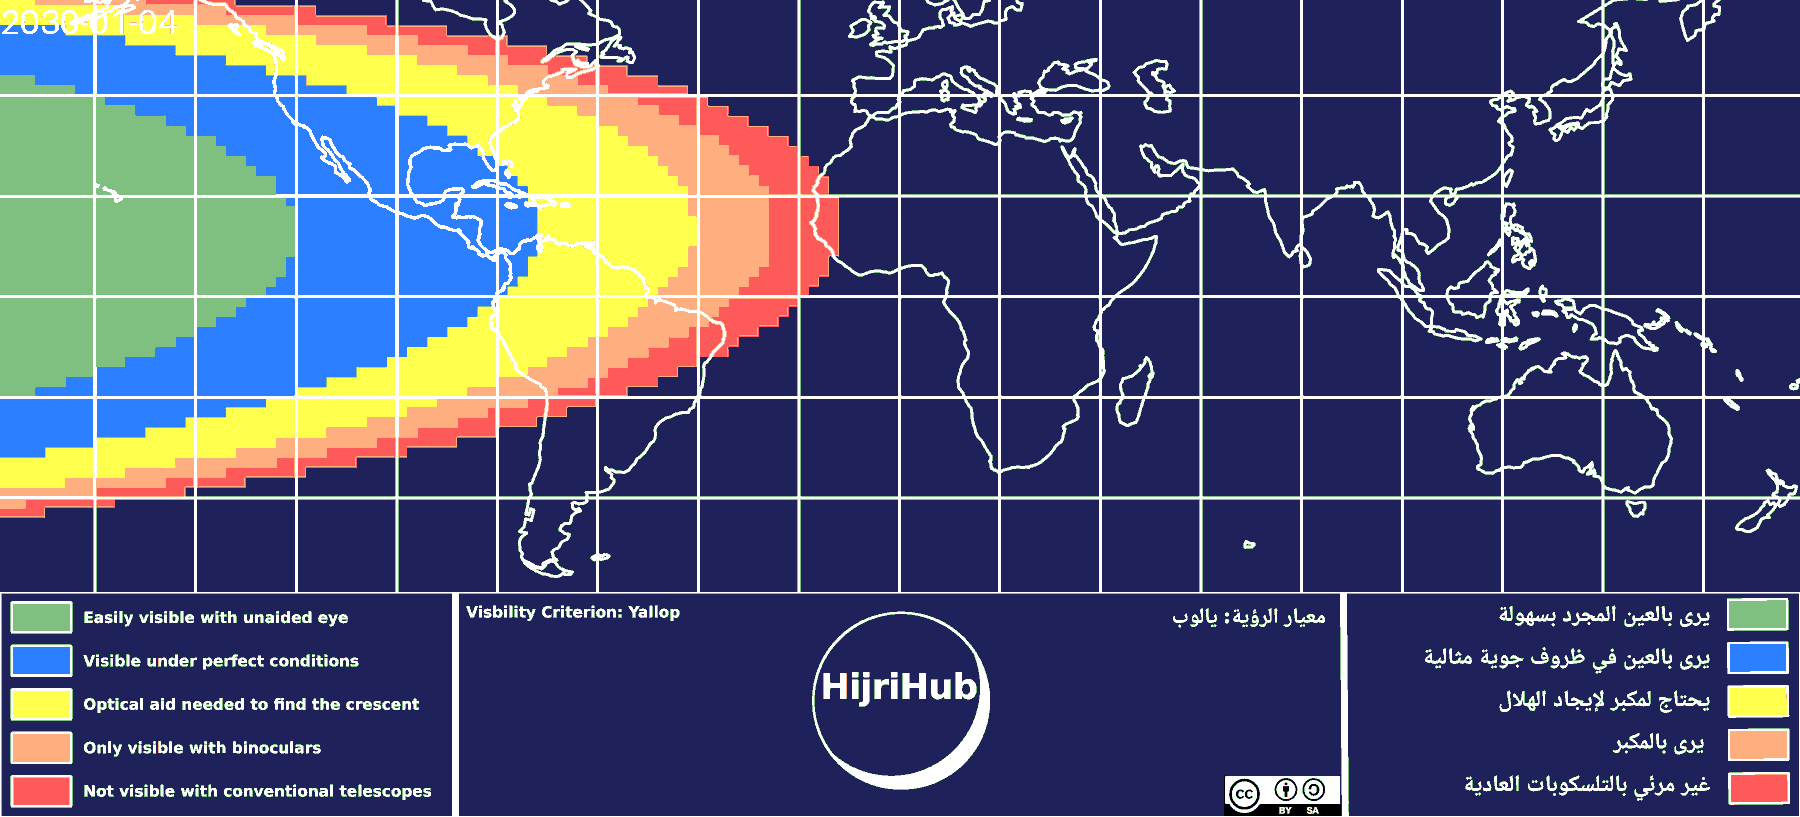 2030-01-04
Easily visible with unaided eye
Visible under perfect conditions
Optical aid needed to find the crescent
Only visible with binoculars
Not visible with conventional telescopes
Visbility Criterion: Yallop
معيار الرؤية: يالوب
HijriHub
cc
BY SA
يرى بالعين المجرد بسهولة
يرى بالعين في ظروف جوية مثالية
يحتاج لمكبر لإيجاد الهلال
يرى بالمكبر
غير مرئي بالتلسكوبات العادية